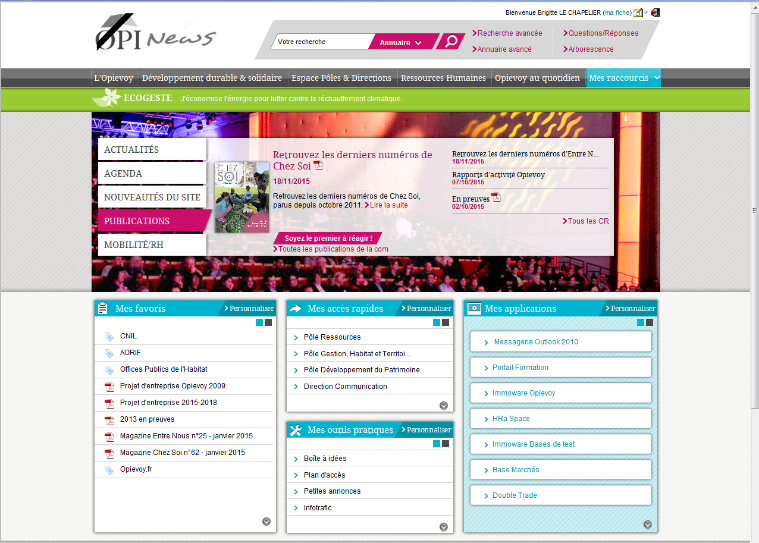 Bienvenue Brigitte LE CHAPELIER (ma fiche)
OPI News
Votre recherche
Annuaire
Recherche avancée
Questions/Réponses
Annuaire avancé
Arborescence
L'Opievoy
Développement durable & solidaire
Espace Pôles & Directions
Ressources Humaines
Opievoy au quotidien
Mes raccourcis
ECOGESTE
J'économise l'énergie pour lutter contre le réchauffement climatique
ACTUALITÉS
AGENDA
NOUVEAUTÉS DU SITE
PUBLICATIONS
MOBILITÉ/RH
CHEZ SOI
Retrouvez les derniers numéros de
Chez Soi
18/11/2015
Retrouvez les derniers numéros de Chez Soi,
parus depuis octobre 2011. Lire la suite
Soyez le premier à réagir !
Toutes les publications de la com
Retrouvez les derniers numéros d'Entre N...
18/11/2015
Rapports d'activité Opievoy
07/10/2015
En preuves
02/10/2015
Tous les CR
Mes favoris
Personnaliser
CNIL
ADRIF
Offices Publics de l'Habitat
Projet d'entreprise Opievoy 2009
Projet d'entreprise 2015-2018
2013 en preuves
Magazine Entre Nous n°25 - janvier 2015
Magazine Chez Soi n°62 - janvier 2015
Opievoy.fr
Mes accès rapides
Personnaliser
Pôle Ressources
Pôle Gestion, Habitat et Territoi...
Pôle Développement du Patrimoine
Direction Communication
Mes outils pratiques
Personnaliser
Boîte à idées
Plan d'accès
Petites annonces
Infotrafic
Mes applications
Personnaliser
Messagerie Outlook 2010
Portail Formation
Immoware Opievoy
HRa Space
Immoware Bases de test
Base Marchés
Double Trade